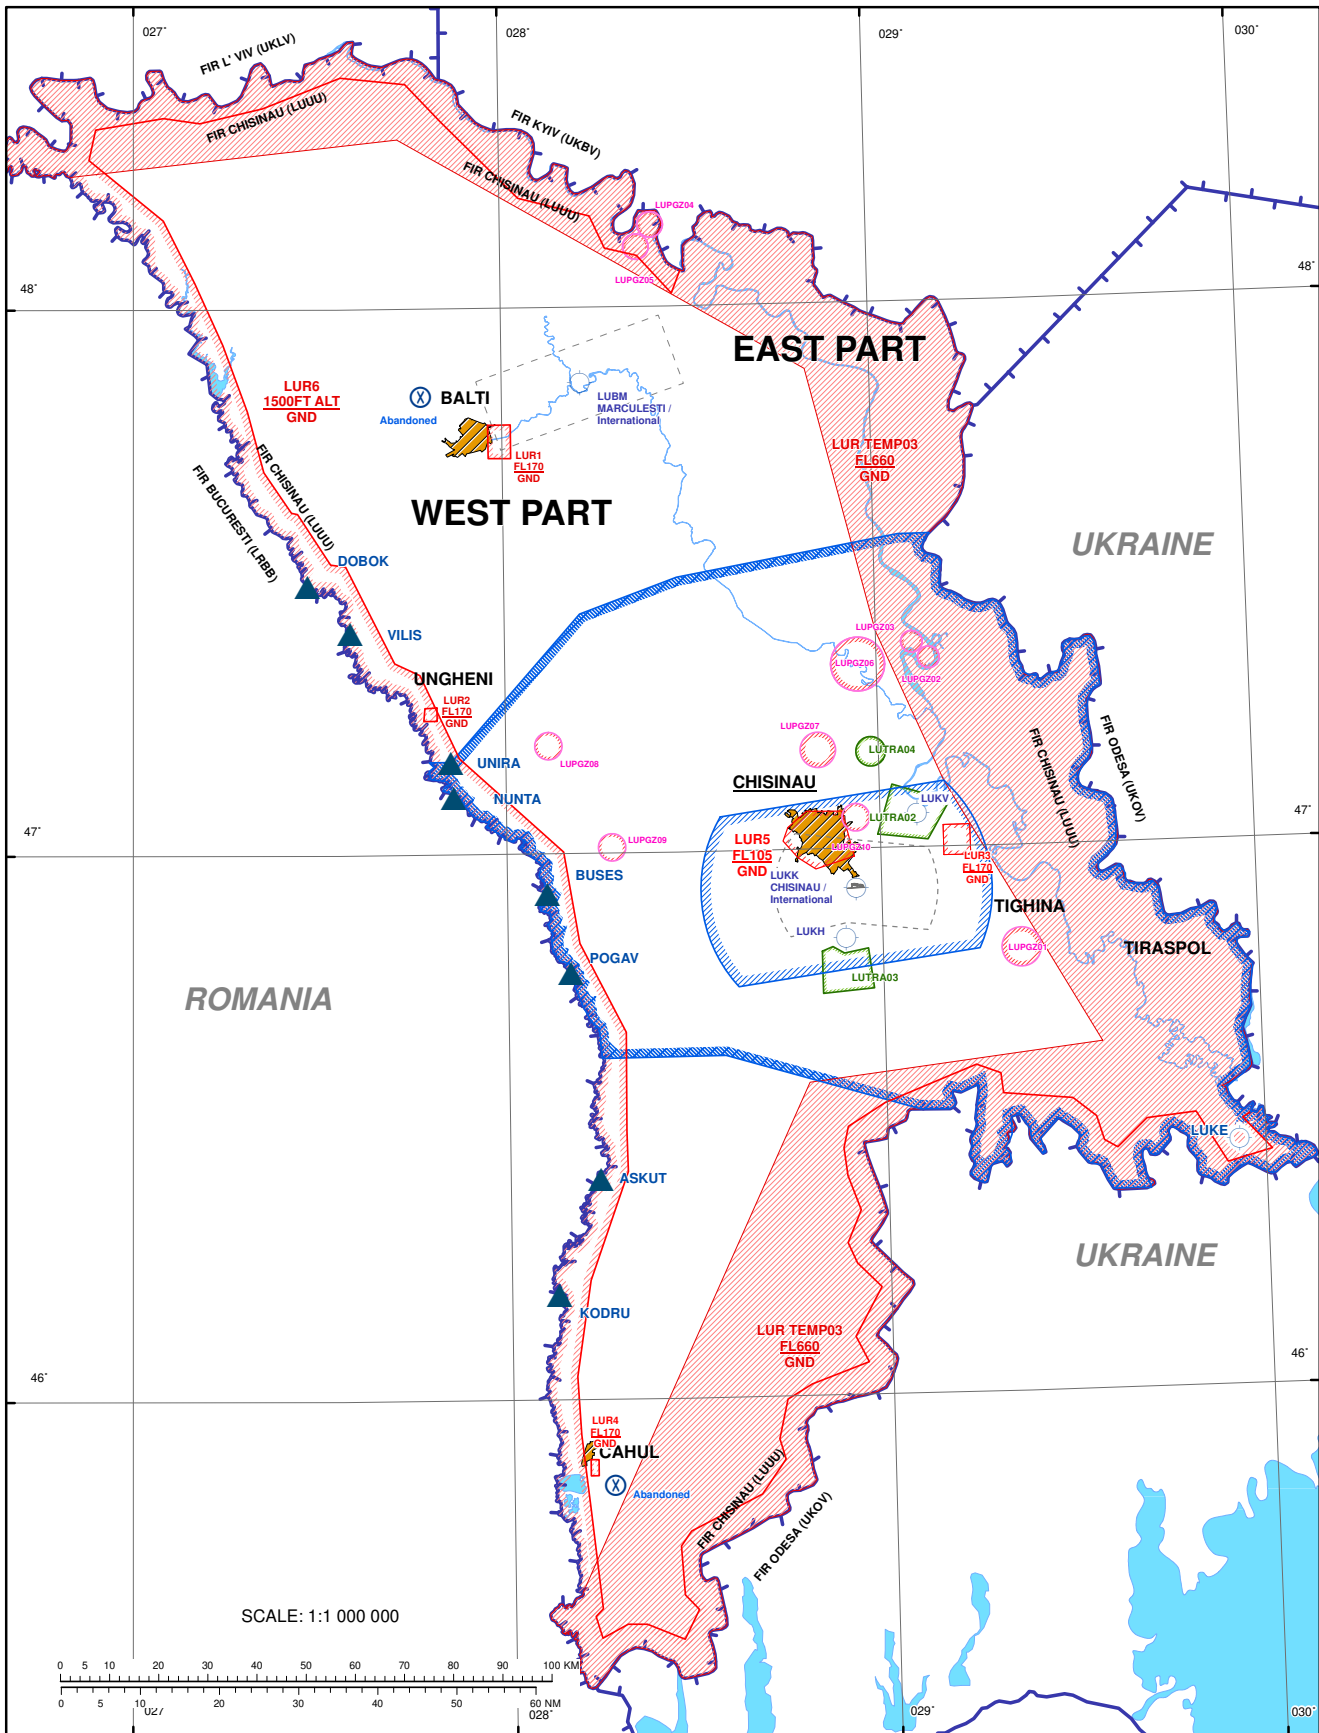 027°
028°
029°
030°
FIR L' VIV (UKLV)
FIR CHISINAU (LUUU)
FIR KYIV (UKBV)
FIR CHISINAU (LUUU)
LUPGZ04
LUPGZ05
48°
48°
EAST PART
LUR6
1500FT ALT
GND
BALTI
Abandoned
LUBM
MARCULESTI /
International
LUR1
FL170
GND
LUR TEMP03
FL660
GND
WEST PART
FIR CHISINAU (LUUU)
FIR BUCURESTI (LRBB)
UKRAINE
DOBOK
VILIS
LUPGZ03
LUPGZ06
LUPGZ02
UNGHENI
LUR2
FL170
GND
UNIRA
NUNTA
LUPGZ08
LUPGZ07
LUTRA04
FIR CHISINAU (LUUU)
FIR ODESA (UKOV)
CHISINAU
LUKV
LUTRA02
47°
47°
LUPGZ09
LUR5
FL105
GND
LUPGZ10
LUR3
FL170
GND
BUSES
LUKK
CHISINAU /
International
TIGHINA
LUKH
LUPGZ01
TIRASPOL
POGAV
LUTRA03
ROMANIA
LUKE
ASKUT
UKRAINE
KODRU
LUR TEMP03
FL660
GND
46°
46°
LUR4
FL170
GND
CAHUL
Abandoned
FIR CHISINAU (LUUU)
FIR ODESA (UKOV)
SCALE: 1:1 000 000
0 5 10 20 30 40 50 60 70 80 90 100 KM
0 5 10 20 30 40 50 60 NM
027
028°
029°
030°